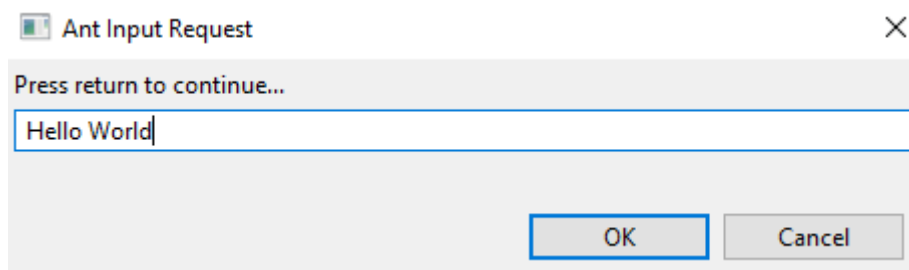 Ant Input Request
Press return to continue...
Hello World
OK Cancel